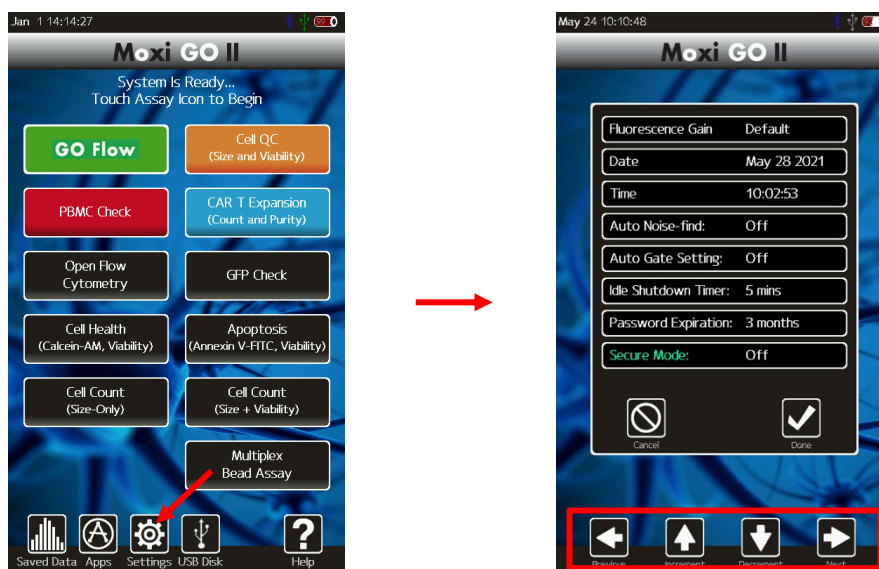 Jan 1 14:14:27
Moxi GO II
System Is Ready...
Touch Assay Icon to Begin
GO Flow
Cell QC
(Size and Viability)
PBMC Check
CAR T Expansion
(Count and Purity)
Open Flow
Cytometry
GFP Check
Cell Health
(Calcein-AM, Viability)
Apoptosis
(Annexin V-FITC, Viability)
Cell Count
(Size-Only)
Cell Count
(Size + Viability)
Multiplex
Bead Assay
Saved Data Apps Settings USB Disk Help
May 24 10:10:48
Moxi GO II
Fluorescence Gain Default
Date May 28 2021
Time 10:02:53
Auto Noise-find: Off
Auto Gate Setting: Off
Idle Shutdown Timer: 5 mins
Password Expiration: 3 months
Secure Mode: Off
Cancel Done
Previous Increment Decrement Next